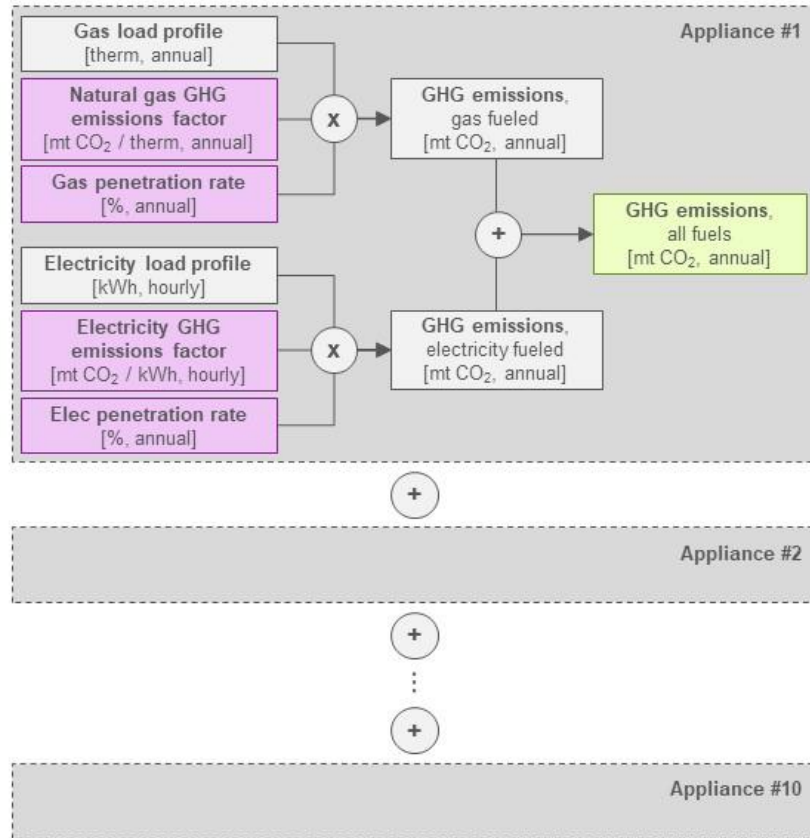 Appliance #1
Gas load profile
[therm, annual]
Natural gas GHG
emissions factor
[mt CO₂ / therm, annual]
Gas penetration rate
[%, annual]
x
GHG emissions,
gas fueled
[mt CO₂, annual]
+
GHG emissions,
all fuels
[mt CO₂, annual]
Electricity load profile
[kWh, hourly]
Electricity GHG
emissions factor
[mt CO₂ / kWh, hourly]
Elec penetration rate
[%, annual]
x
GHG emissions,
electricity fueled
[mt CO₂, annual]
+
Appliance #2
+
⋮
+
Appliance #10